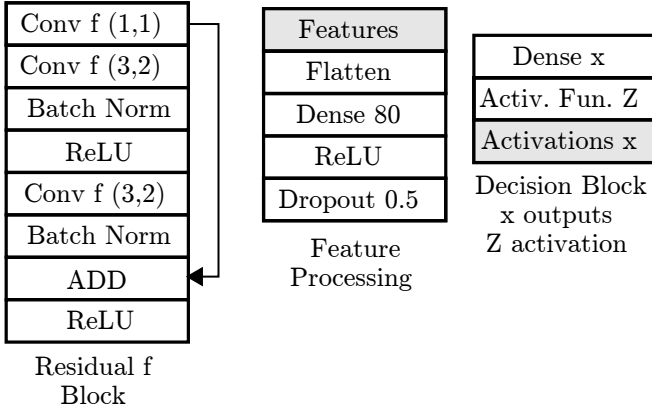 Conv f (1,1)
Conv f (3,2)
Batch Norm
ReLU
Conv f (3,2)
Batch Norm
ADD
ReLU
Residual f
Block
Features
Flatten
Dense 80
ReLU
Dropout 0.5
Feature
Processing
Dense x
Activ. Fun. Z
Activations x
Decision Block
x outputs
Z activation